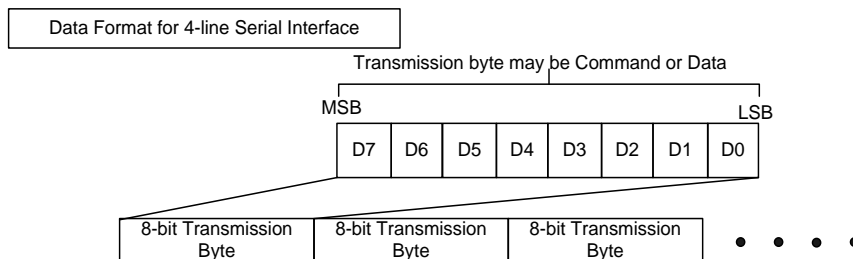 Data Format for 4-line Serial Interface
Transmission byte may be Command or Data
MSB
LSB
D7 D6 D5 D4 D3 D2 D1 D0
8-bit Transmission Byte
8-bit Transmission Byte
8-bit Transmission Byte